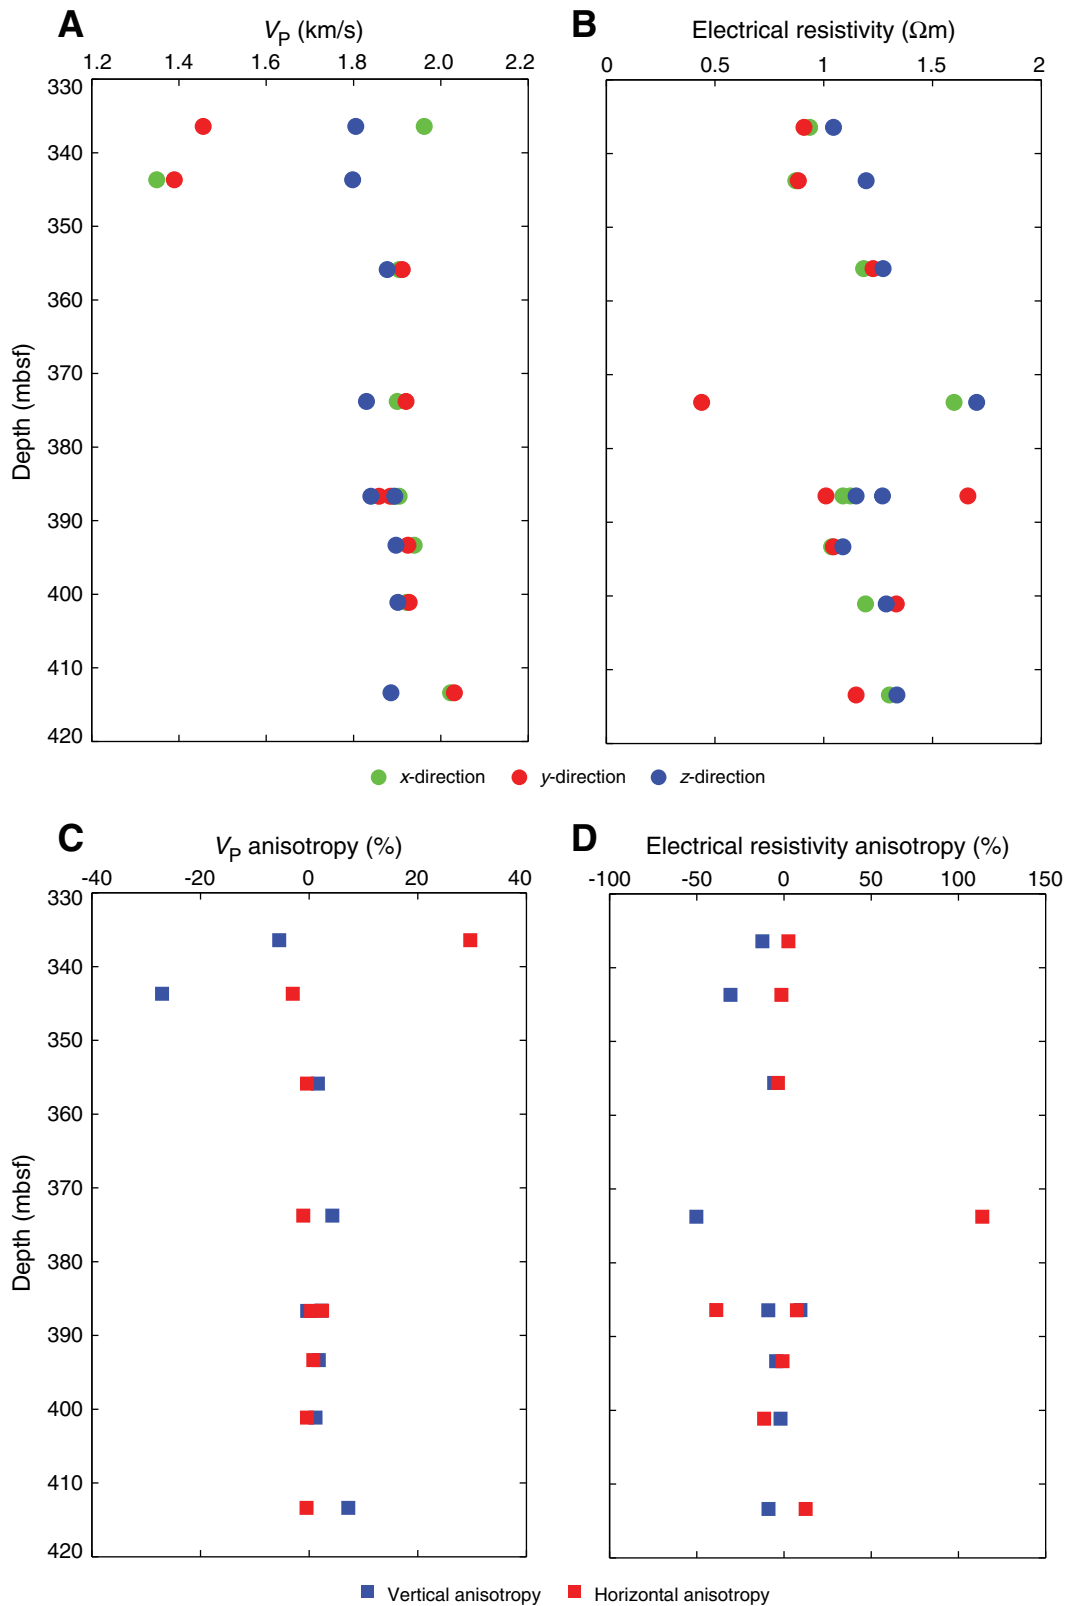 A
V_P (km/s)
1.2 1.4 1.6 1.8 2.0 2.2
330
340
350
360
370
380
390
400
410
420
Depth (mbsf)
B
Electrical resistivity (Ωm)
0 0.5 1 1.5 2
x-direction y-direction z-direction
C
V_P anisotropy (%)
-40 -20 0 20 40
330
340
350
360
370
380
390
400
410
420
Depth (mbsf)
D
Electrical resistivity anisotropy (%)
-100 -50 0 50 100 150
Vertical anisotropy Horizontal anisotropy